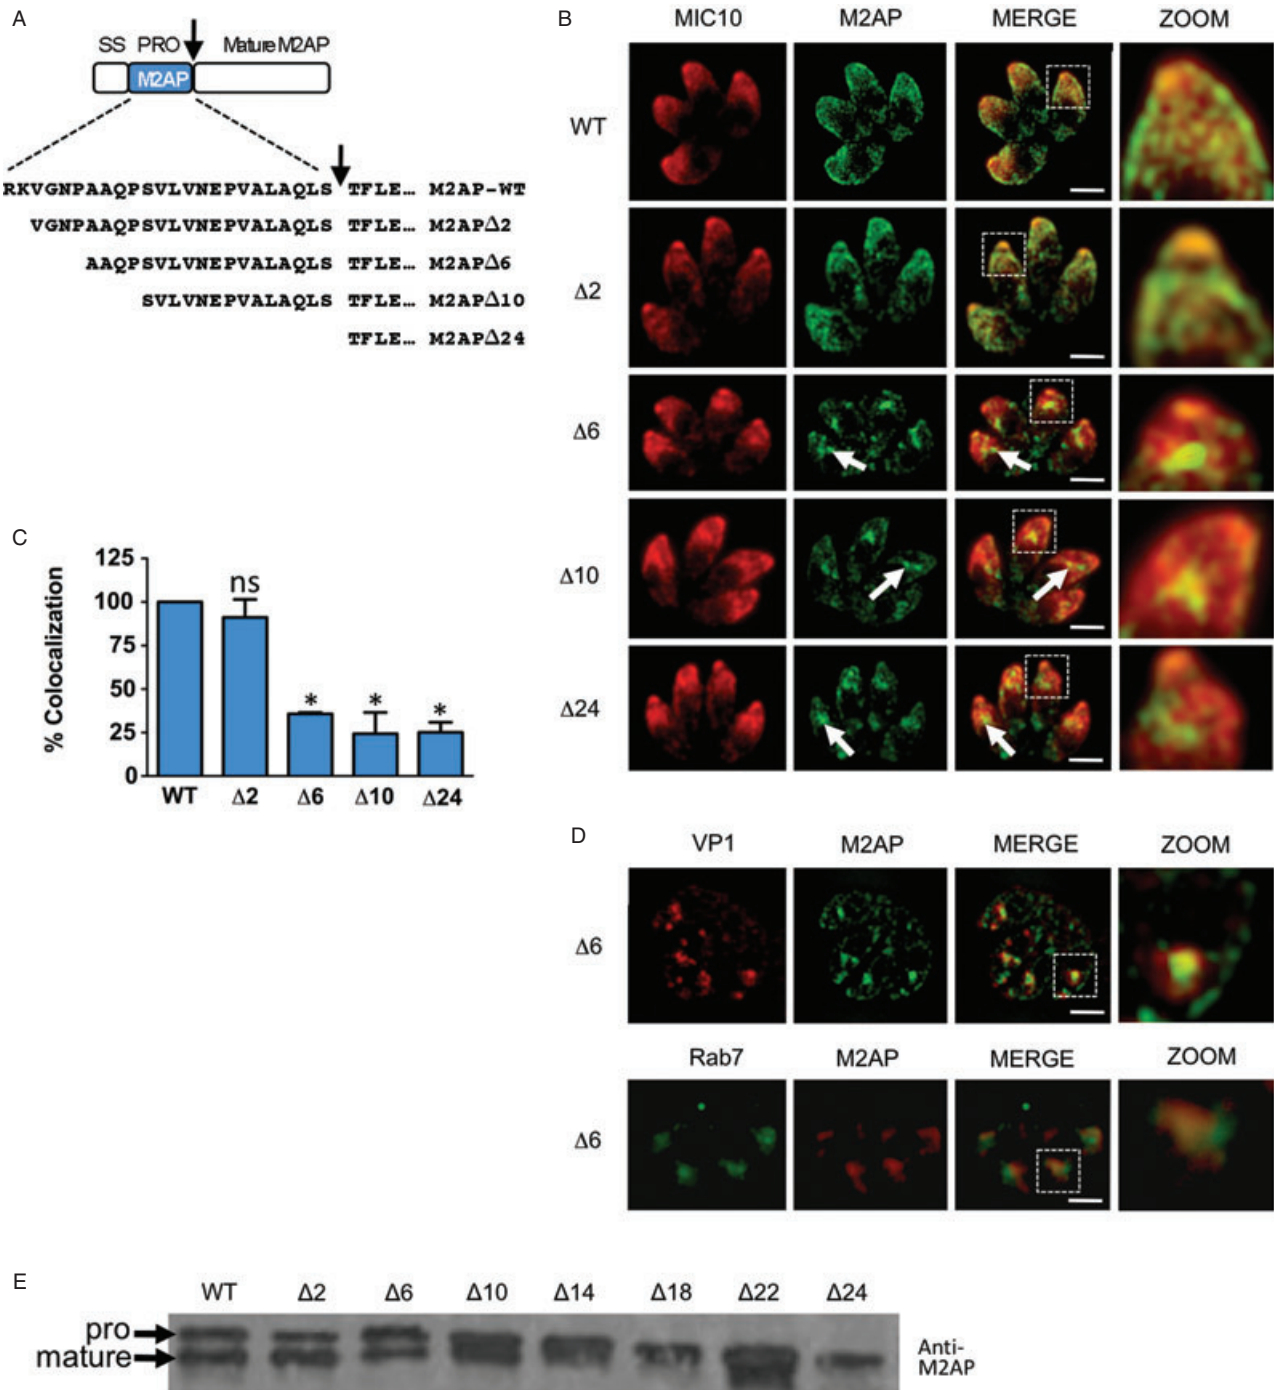 A
SS PRO Mature M2AP
M2AP
RKVGNPAAQPSVLVNEPVALAQLS TFLE... M2AP-WT
VGNPAAQPSVLVNEPVALAQLS TFLE... M2APΔ2
AAQPSVLVNEPVALAQLS TFLE... M2APΔ6
SVLVNEPVALAQLS TFLE... M2APΔ10
TFLE... M2APΔ24
B
MIC10 M2AP MERGE ZOOM
WT
Δ2
Δ6
Δ10
Δ24
C
% Colocalization
125
100
75
50
25
0
ns
*
*
*
WT Δ2 Δ6 Δ10 Δ24
D
VP1 M2AP MERGE ZOOM
Δ6
Rab7 M2AP MERGE ZOOM
Δ6
E
WT Δ2 Δ6 Δ10 Δ14 Δ18 Δ22 Δ24
pro
mature
Anti-
M2AP